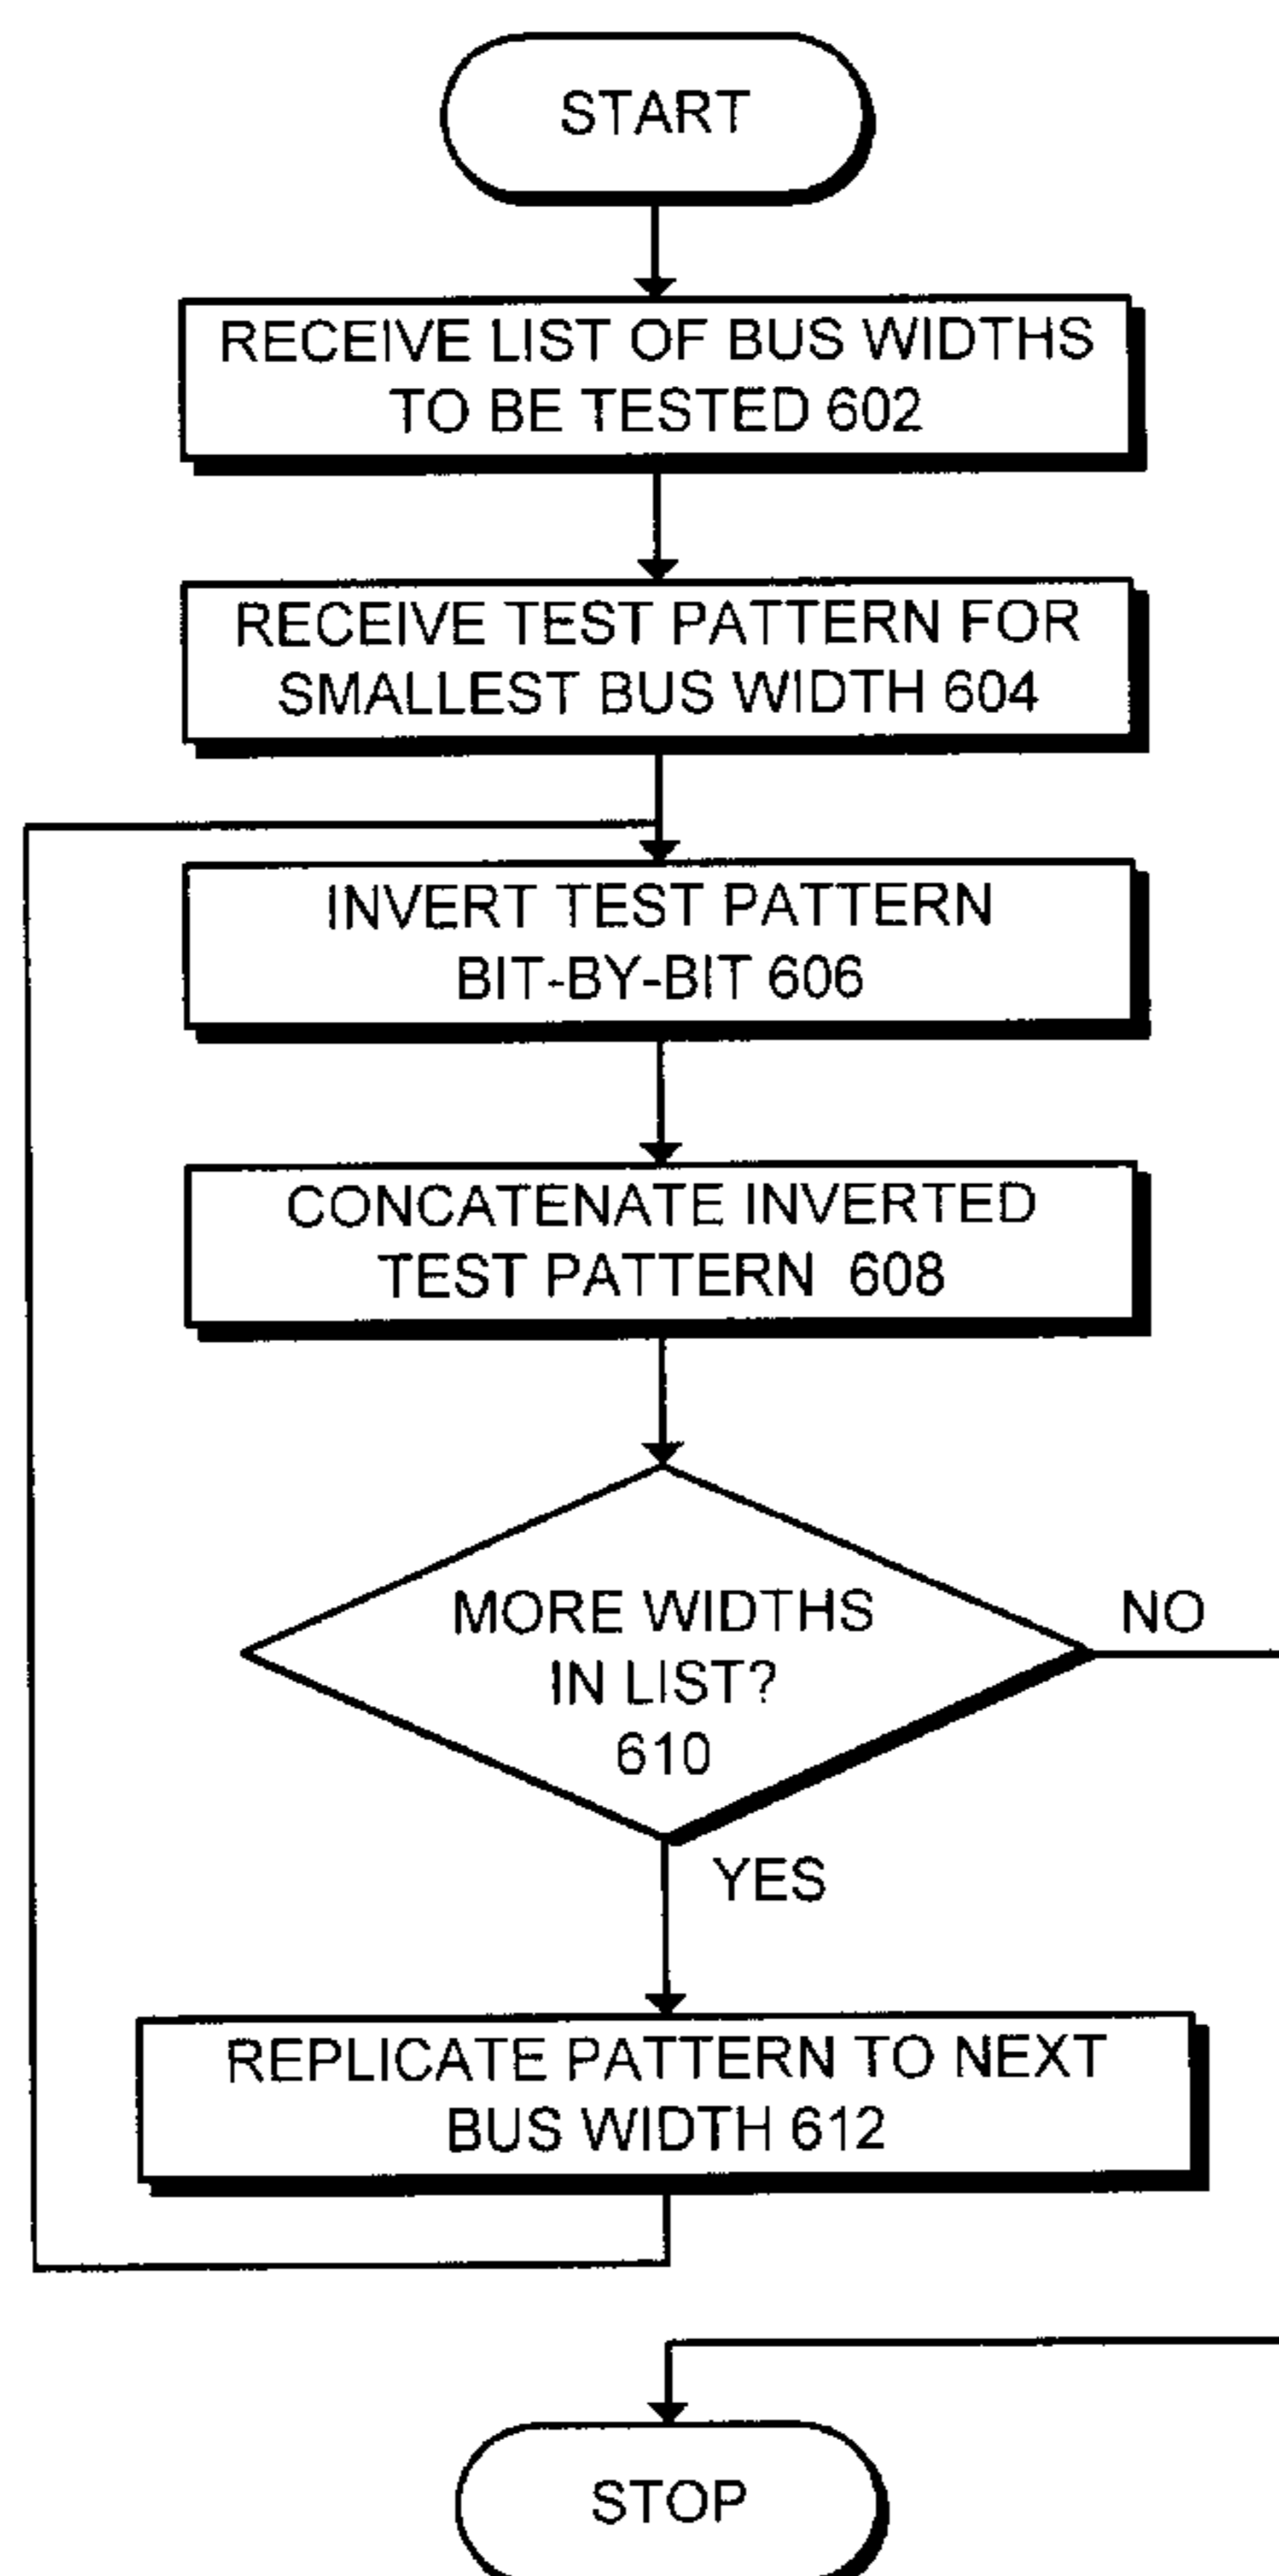 START
RECEIVE LIST OF BUS WIDTHS
TO BE TESTED 602
RECEIVE TEST PATTERN FOR
SMALLEST BUS WIDTH 604
INVERT TEST PATTERN
BIT-BY-BIT 606
CONCATENATE INVERTED
TEST PATTERN 608
MORE WIDTHS
IN LIST?
610
NO
YES
REPLICATE PATTERN TO NEXT
BUS WIDTH 612
STOP